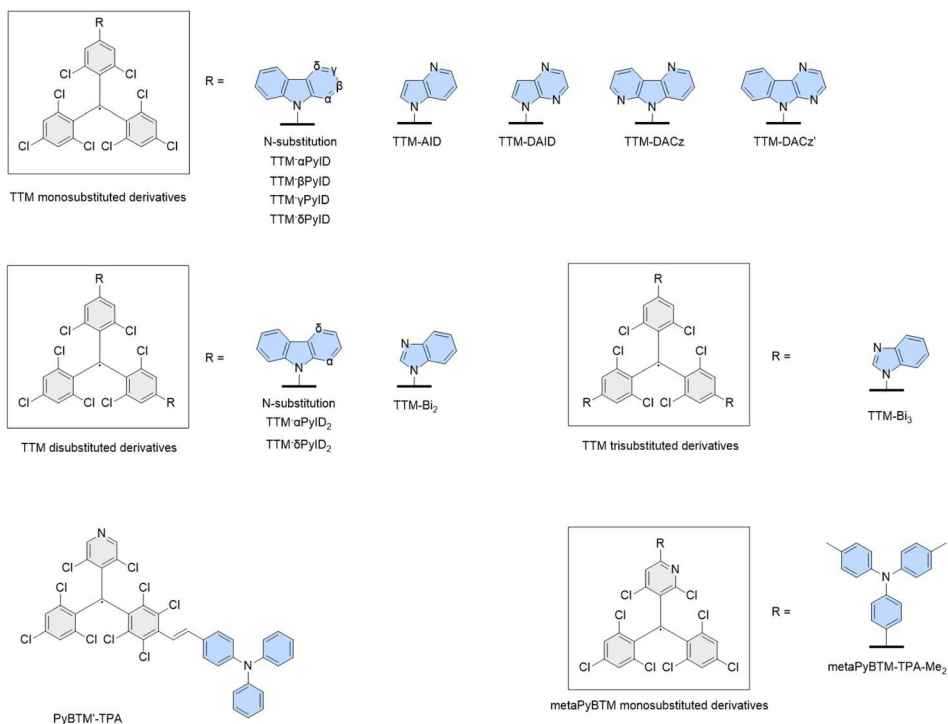 R
Cl Cl
Cl Cl
Cl Cl Cl Cl
TTM monosubstituted derivatives
R =
δ γ β α
N
N-substitution
TTM-αPyID
TTM-βPyID
TTM-γPyID
TTM-δPyID
N
N
TTM-AID
N
N N
TTM-DAID
N N
N
TTM-DACz
N
N N
TTM-DACz'
R
Cl Cl
Cl Cl
Cl Cl Cl R
TTM disubstituted derivatives
R =
δ
α
N
N-substitution
TTM-αPyID₂
TTM-δPyID₂
N
N
TTM-Bi₂
R
Cl Cl
Cl Cl
R Cl Cl R
TTM trisubstituted derivatives
R =
N
N
TTM-Bi₃
N
Cl Cl
Cl Cl Cl
Cl Cl Cl Cl
N
PyBTM'-TPA
R
N
Cl Cl
Cl Cl
Cl Cl Cl Cl
metaPyBTM monosubstituted derivatives
R =
N
metaPyBTM-TPA-Me₂